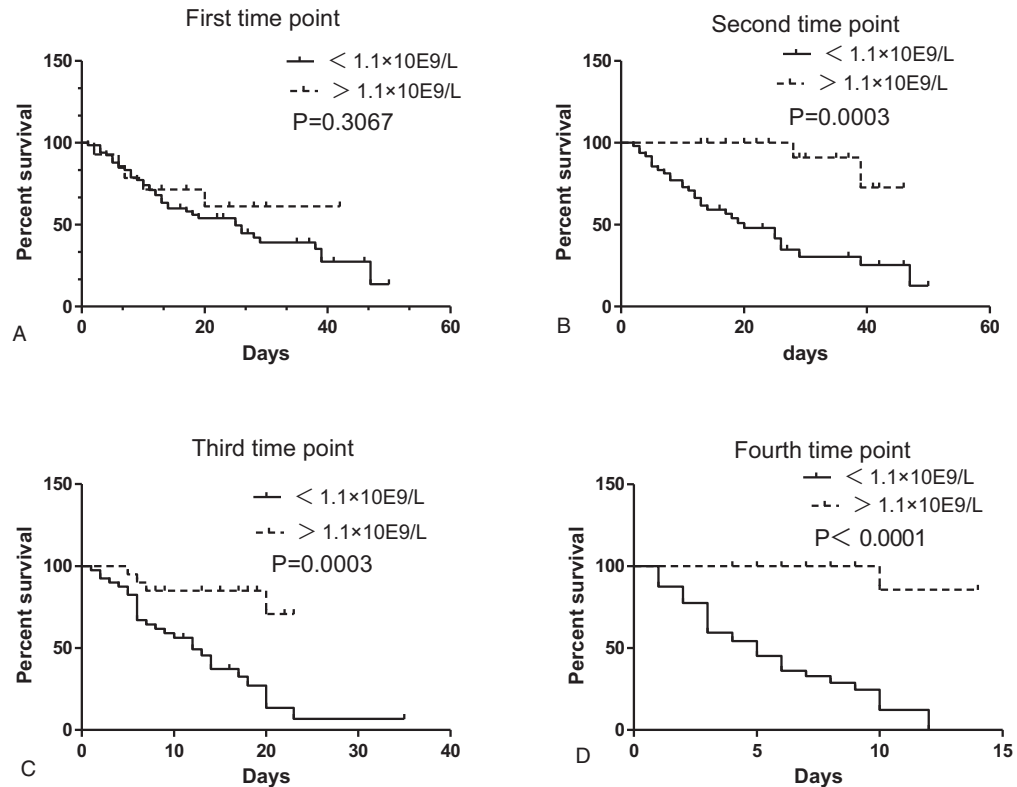 First time point
< 1.1×10E9/L
> 1.1×10E9/L
P=0.3067
150
100
50
0
Percent survival
0 20 40 60
Days
A
Second time point
< 1.1×10E9/L
> 1.1×10E9/L
P=0.0003
150
100
50
0
Percent survival
0 20 40 60
days
B
Third time point
< 1.1×10E9/L
> 1.1×10E9/L
P=0.0003
150
100
50
0
Percent survival
0 10 20 30 40
Days
C
Fourth time point
< 1.1×10E9/L
> 1.1×10E9/L
P< 0.0001
150
100
50
0
Percent survival
0 5 10 15
Days
D